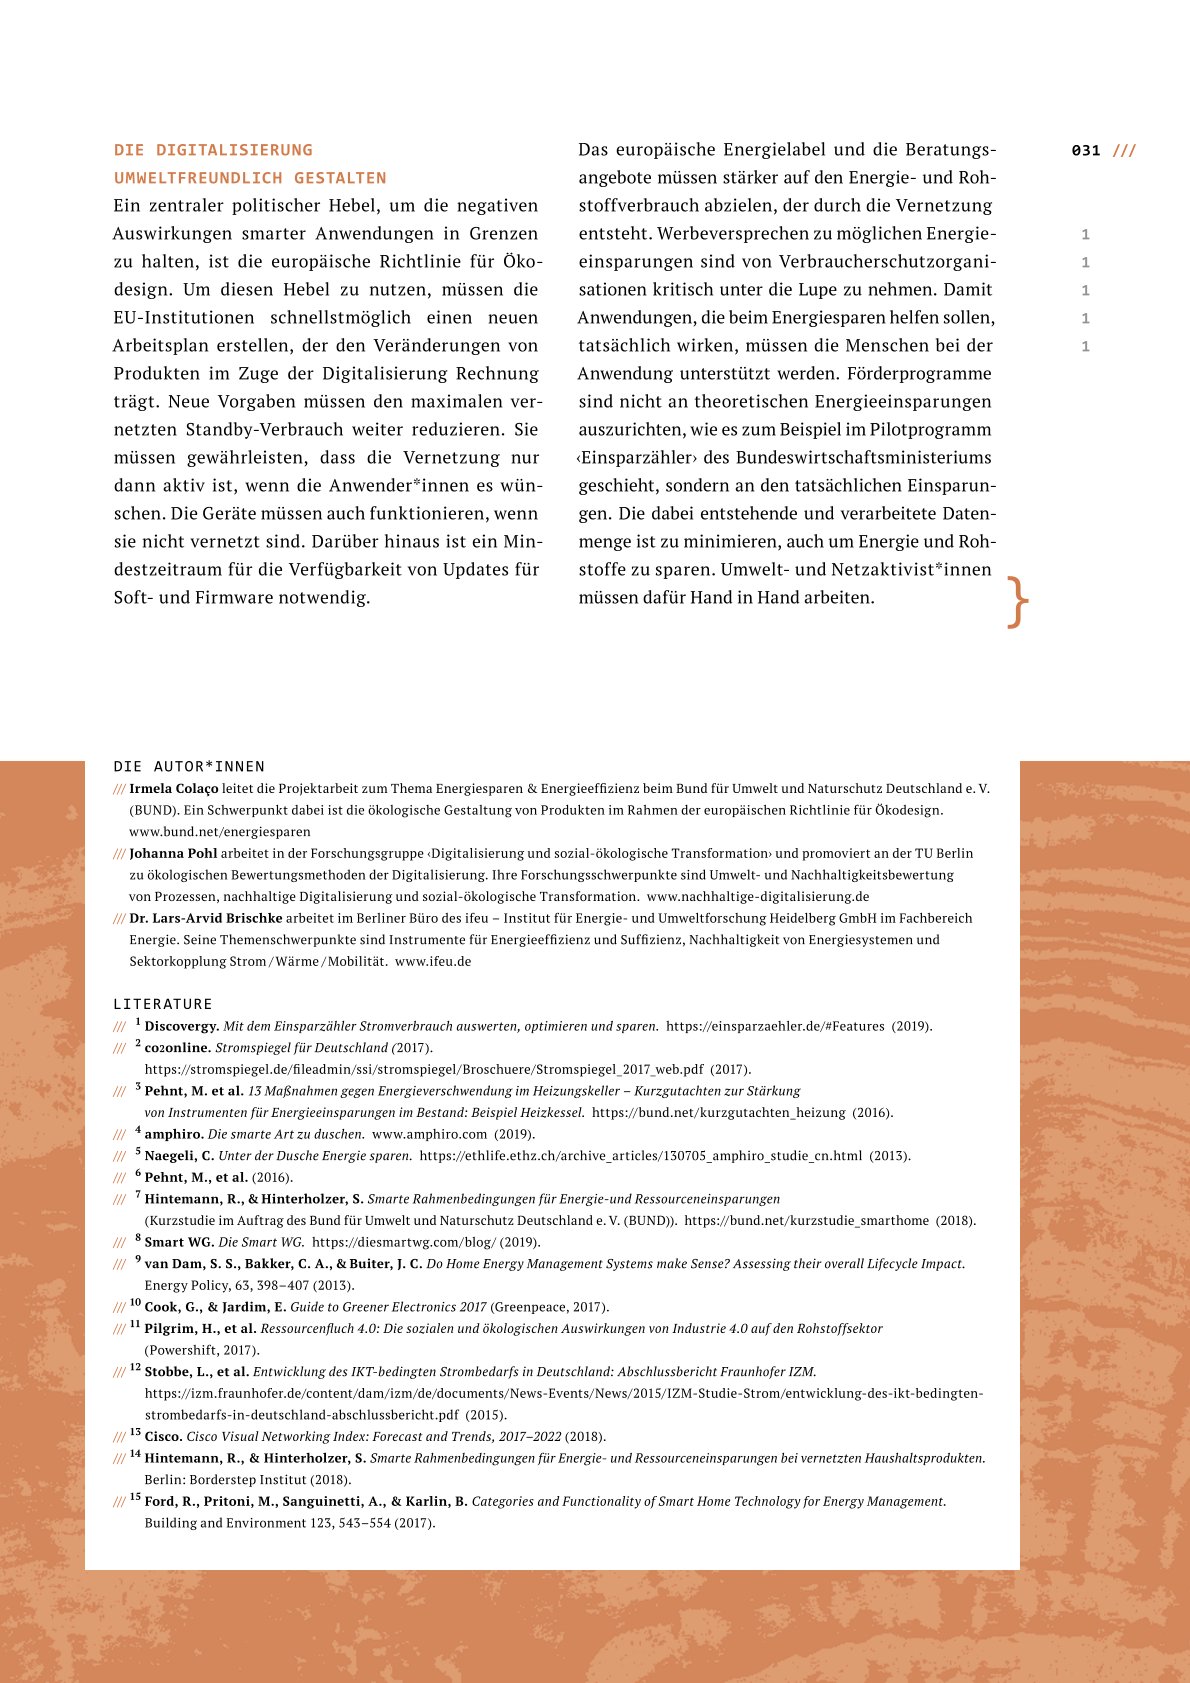 DIE DIGITALISIERUNG
UMWELTFREUNDLICH GESTALTEN
Ein zentraler politischer Hebel, um die negativen
Auswirkungen smarter Anwendungen in Grenzen
zu halten, ist die europäische Richtlinie für Öko-
design. Um diesen Hebel zu nutzen, müssen die
EU-Institutionen schnellstmöglich einen neuen
Arbeitsplan erstellen, der den Veränderungen von
Produkten im Zuge der Digitalisierung Rechnung
trägt. Neue Vorgaben müssen den maximalen ver-
netzten Standby-Verbrauch weiter reduzieren. Sie
müssen gewährleisten, dass die Vernetzung nur
dann aktiv ist, wenn die Anwender*innen es wün-
schen. Die Geräte müssen auch funktionieren, wenn
sie nicht vernetzt sind. Darüber hinaus ist ein Min-
destzeitraum für die Verfügbarkeit von Updates für
Soft- und Firmware notwendig.
Das europäische Energielabel und die Beratungs-
angebote müssen stärker auf den Energie- und Roh-
stoffverbrauch abzielen, der durch die Vernetzung
entsteht. Werbeversprechen zu möglichen Energie-
einsparungen sind von Verbraucherschutzorgani-
sationen kritisch unter die Lupe zu nehmen. Damit
Anwendungen, die beim Energiesparen helfen sollen,
tatsächlich wirken, müssen die Menschen bei der
Anwendung unterstützt werden. Förderprogramme
sind nicht an theoretischen Energieeinsparungen
auszurichten, wie es zum Beispiel im Pilotprogramm
‹Einsparzähler› des Bundeswirtschaftsministeriums
geschieht, sondern an den tatsächlichen Einsparun-
gen. Die dabei entstehende und verarbeitete Daten-
menge ist zu minimieren, auch um Energie und Roh-
stoffe zu sparen. Umwelt- und Netzaktivist*innen
müssen dafür Hand in Hand arbeiten.
}
031 ///
1
1
1
1
1
DIE AUTOR*INNEN
/// Irmela Colaço leitet die Projektarbeit zum Thema Energiesparen & Energieeffizienz beim Bund für Umwelt und Naturschutz Deutschland e. V.
(BUND). Ein Schwerpunkt dabei ist die ökologische Gestaltung von Produkten im Rahmen der europäischen Richtlinie für Ökodesign.
www.bund.net/energiesparen
/// Johanna Pohl arbeitet in der Forschungsgruppe ‹Digitalisierung und sozial-ökologische Transformation› und promoviert an der TU Berlin
zu ökologischen Bewertungsmethoden der Digitalisierung. Ihre Forschungsschwerpunkte sind Umwelt- und Nachhaltigkeitsbewertung
von Prozessen, nachhaltige Digitalisierung und sozial-ökologische Transformation. www.nachhaltige-digitalisierung.de
/// Dr. Lars-Arvid Brischke arbeitet im Berliner Büro des ifeu – Institut für Energie- und Umweltforschung Heidelberg GmbH im Fachbereich
Energie. Seine Themenschwerpunkte sind Instrumente für Energieeffizienz und Suffizienz, Nachhaltigkeit von Energiesystemen und
Sektorkopplung Strom / Wärme / Mobilität. www.ifeu.de
LITERATURE
/// 1 Discovergy. Mit dem Einsparzähler Stromverbrauch auswerten, optimieren und sparen. https://einsparzaehler.de/#Features (2019).
/// 2 co2online. Stromspiegel für Deutschland (2017).
https://stromspiegel.de/fileadmin/ssi/stromspiegel/Broschuere/Stromspiegel_2017_web.pdf (2017).
/// 3 Pehnt, M. et al. 13 Maßnahmen gegen Energieverschwendung im Heizungskeller – Kurzgutachten zur Stärkung
von Instrumenten für Energieeinsparungen im Bestand: Beispiel Heizkessel. https://bund.net/kurzgutachten_heizung (2016).
/// 4 amphiro. Die smarte Art zu duschen. www.amphiro.com (2019).
/// 5 Naegeli, C. Unter der Dusche Energie sparen. https://ethlife.ethz.ch/archive_articles/130705_amphiro_studie_cn.html (2013).
/// 6 Pehnt, M., et al. (2016).
/// 7 Hintemann, R., & Hinterholzer, S. Smarte Rahmenbedingungen für Energie-und Ressourceneinsparungen
(Kurzstudie im Auftrag des Bund für Umwelt und Naturschutz Deutschland e. V. (BUND)). https://bund.net/kurzstudie_smarthome (2018).
/// 8 Smart WG. Die Smart WG. https://diesmartwg.com/blog/ (2019).
/// 9 van Dam, S. S., Bakker, C. A., & Buiter, J. C. Do Home Energy Management Systems make Sense? Assessing their overall Lifecycle Impact.
Energy Policy, 63, 398–407 (2013).
/// 10 Cook, G., & Jardim, E. Guide to Greener Electronics 2017 (Greenpeace, 2017).
/// 11 Pilgrim, H., et al. Ressourcenfluch 4.0: Die sozialen und ökologischen Auswirkungen von Industrie 4.0 auf den Rohstoffsektor
(Powershift, 2017).
/// 12 Stobbe, L., et al. Entwicklung des IKT-bedingten Strombedarfs in Deutschland: Abschlussbericht Fraunhofer IZM.
https://izm.fraunhofer.de/content/dam/izm/de/documents/News-Events/News/2015/IZM-Studie-Strom/entwicklung-des-ikt-bedingten-
strombedarfs-in-deutschland-abschlussbericht.pdf (2015).
/// 13 Cisco. Cisco Visual Networking Index: Forecast and Trends, 2017–2022 (2018).
/// 14 Hintemann, R., & Hinterholzer, S. Smarte Rahmenbedingungen für Energie- und Ressourceneinsparungen bei vernetzten Haushaltsprodukten.
Berlin: Borderstep Institut (2018).
/// 15 Ford, R., Pritoni, M., Sanguinetti, A., & Karlin, B. Categories and Functionality of Smart Home Technology for Energy Management.
Building and Environment 123, 543–554 (2017).